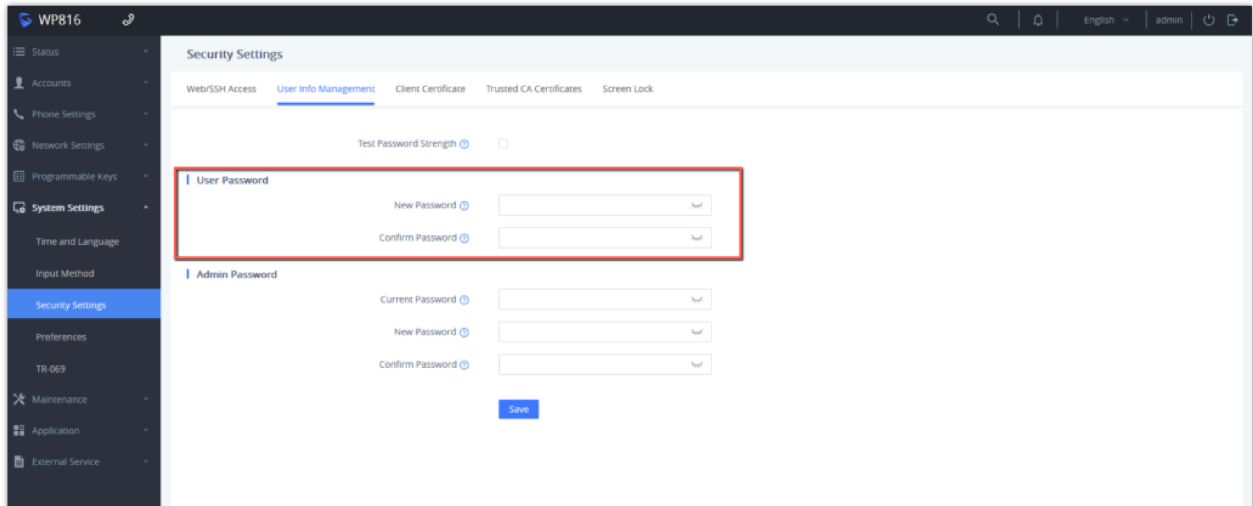 WP816
English
admin
Status
Accounts
Phone Settings
Network Settings
Programmable Keys
System Settings
Time and Language
Input Method
Security Settings
Preferences
TR-069
Maintenance
Application
External Service
Security Settings
Web/SSH Access User Info Management Client Certificate Trusted CA Certificates Screen Lock
Test Password Strength
User Password
New Password
Confirm Password
Admin Password
Current Password
New Password
Confirm Password
Save